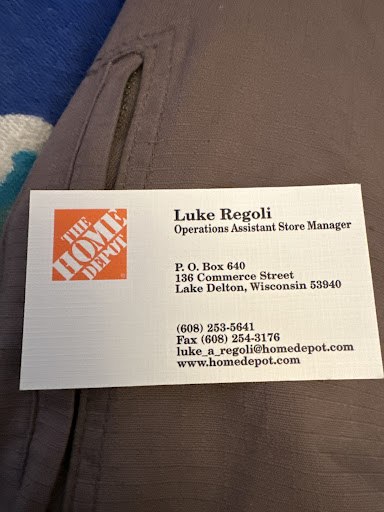 THE
HOME
DEPOT
Luke Regoli
Operations Assistant Store Manager
P. O. Box 640
136 Commerce Street
Lake Delton, Wisconsin 53940
(608) 253-5641
Fax (608) 254-3176
luke_a_regoli@homedepot.com
www.homedepot.com